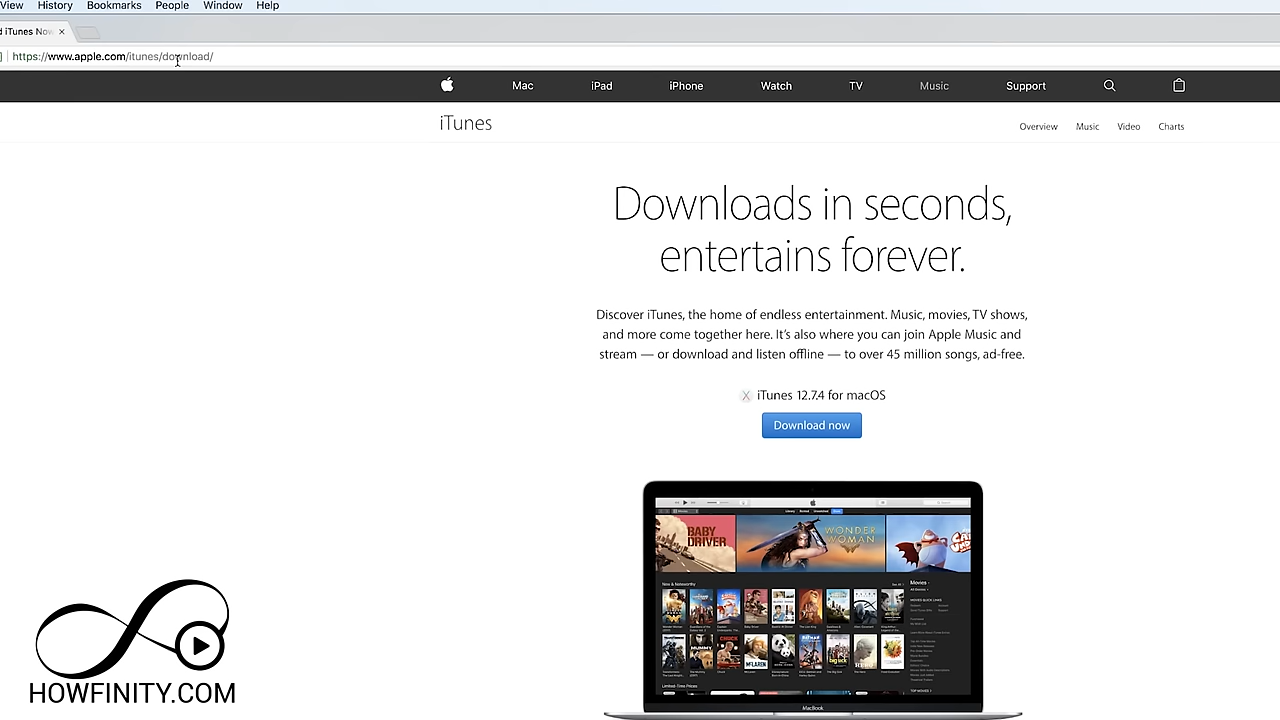 View History Bookmarks People Window Help
iTunes Now
https://www.apple.com/itunes/download/
Mac iPad iPhone Watch TV Music Support
iTunes
Overview Music Video Charts
Downloads in seconds,
entertains forever.
Discover iTunes, the home of endless entertainment. Music, movies, TV shows,
and more come together here. It's also where you can join Apple Music and
stream — or download and listen offline — to over 45 million songs, ad-free.
iTunes 12.7.4 for macOS
Download now
BABY
DRIVER
WONDER
WOMAN
New & Noteworthy
Movies
MacBook
HOWFINITY.COM